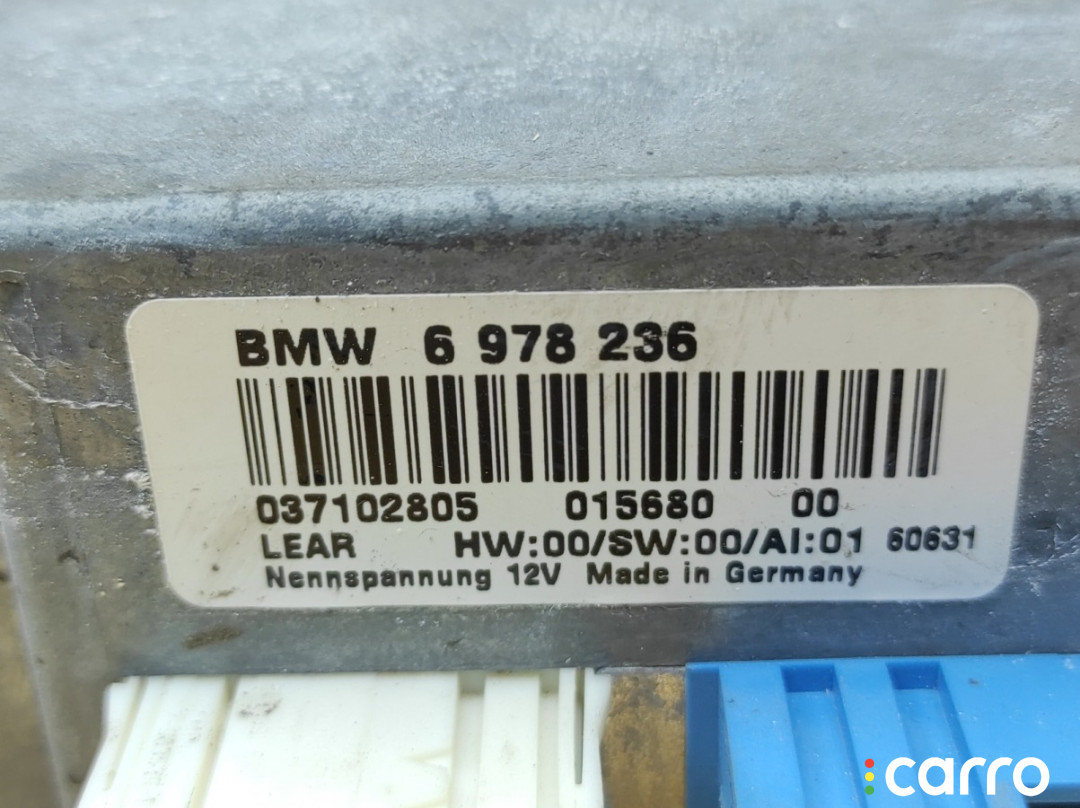 BMW 6 978 236
037102805 015680 00
LEAR HW:00/SW:00/AI:01 60631
Nennspannung 12V Made in Germany
carro